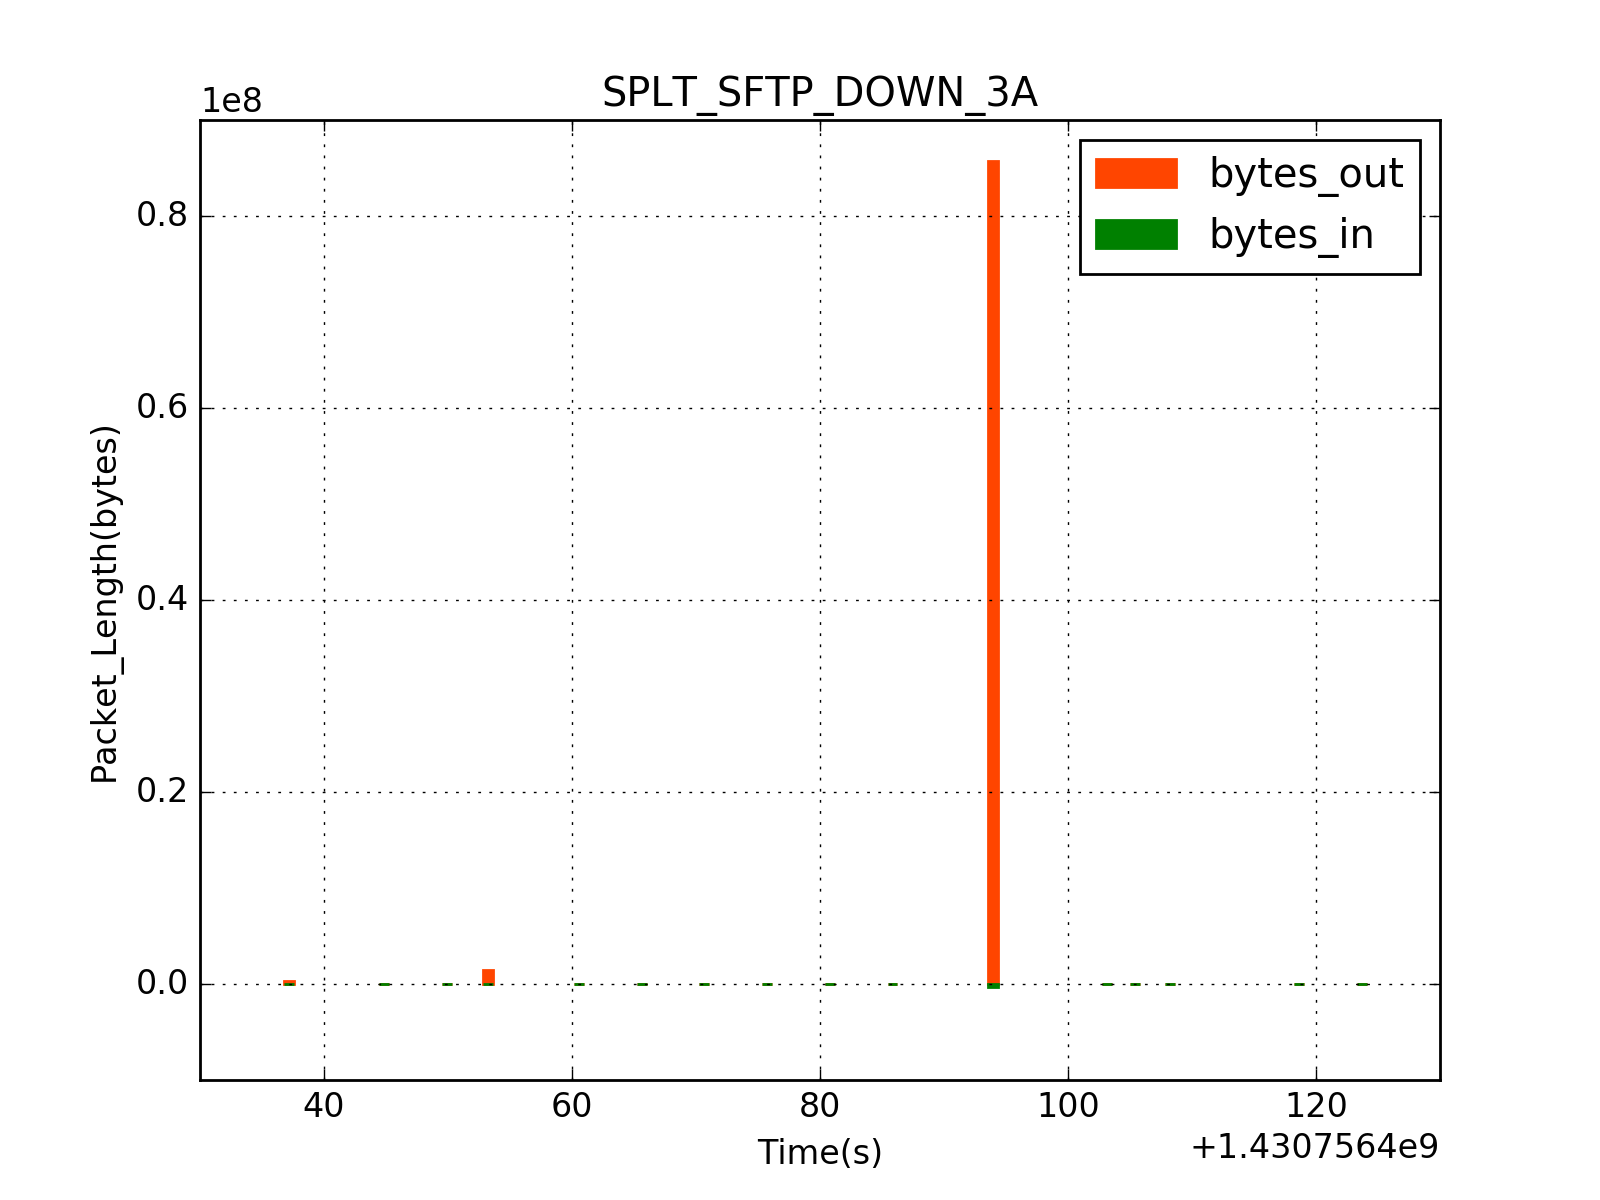 SPLT_SFTP_DOWN_3A
1e8
bytes_out
bytes_in
0.8
0.6
0.4
0.2
0.0
Packet_Length(bytes)
40 60 80 100 120
Time(s)
+1.4307564e9